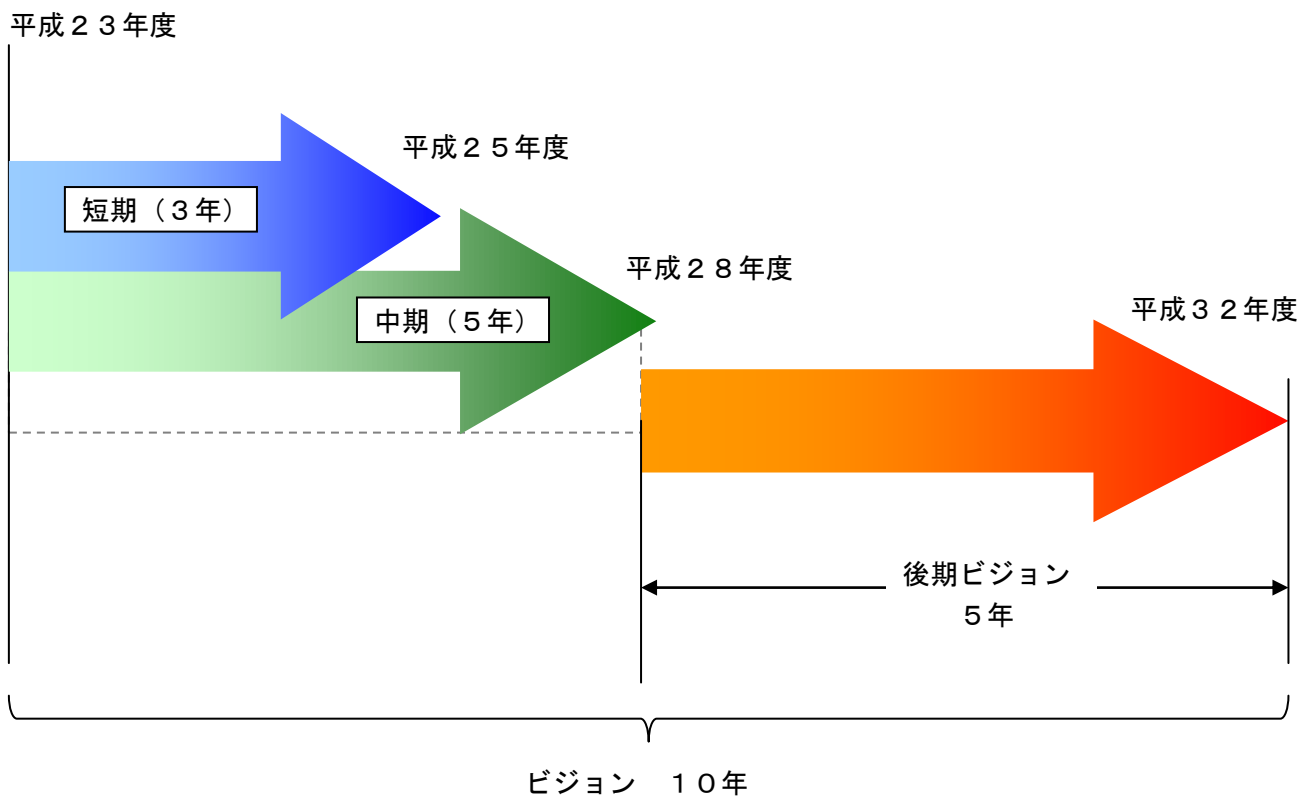 平成２３年度
平成２５年度
短期（３年）
平成２８年度
中期（５年）
平成３２年度
後期ビジョン
５年
ビジョン　１０年